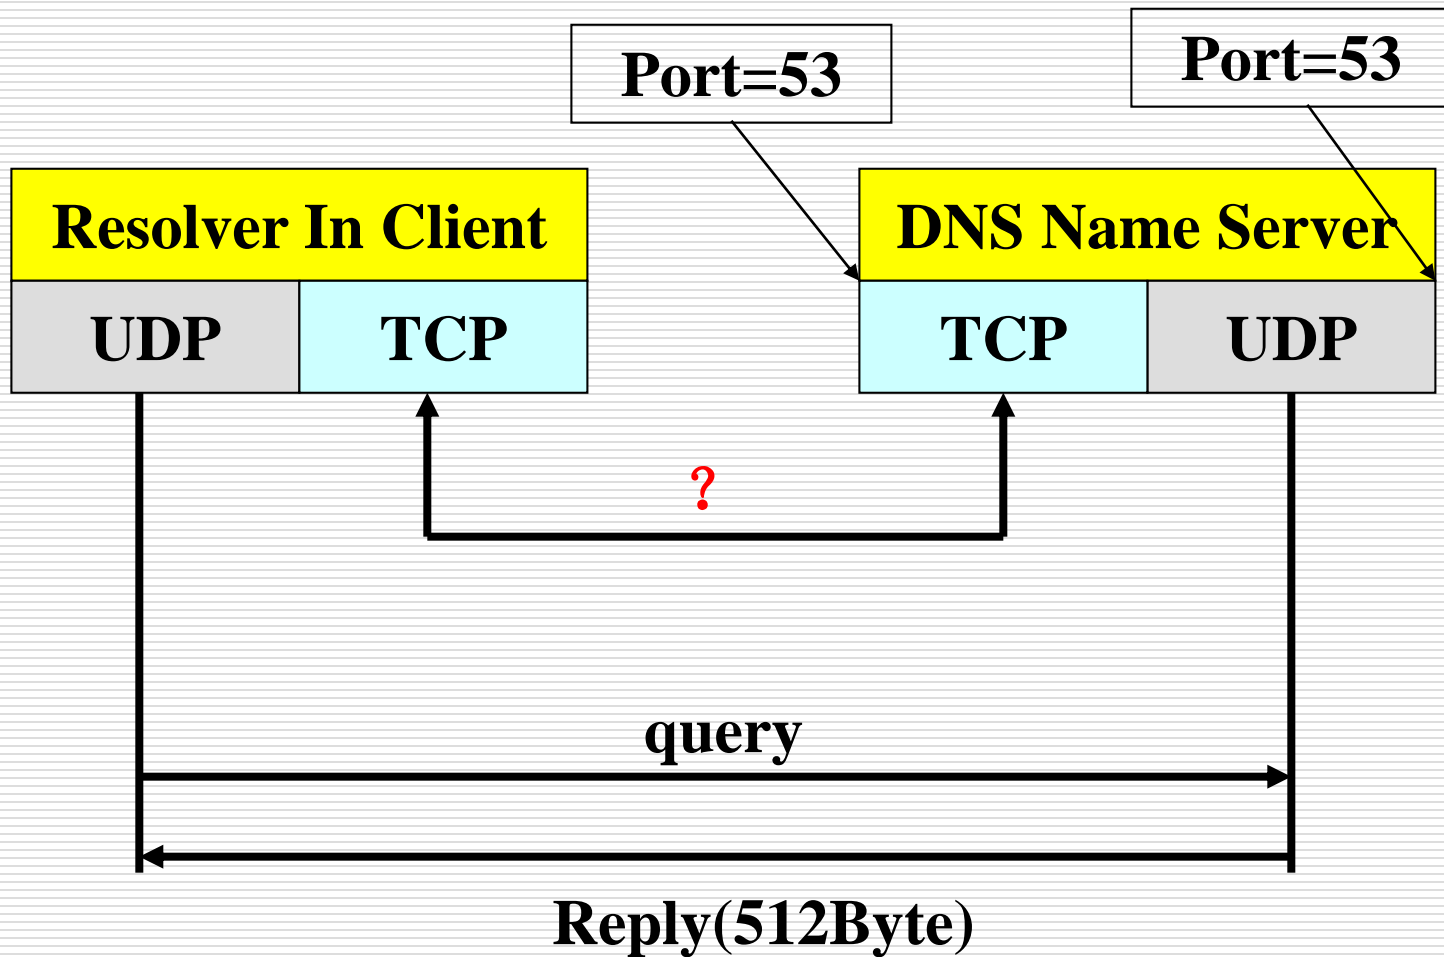 Port=53
Port=53
Resolver In Client
DNS Name Server
UDP
TCP
TCP
UDP
?
query
Reply(512Byte)